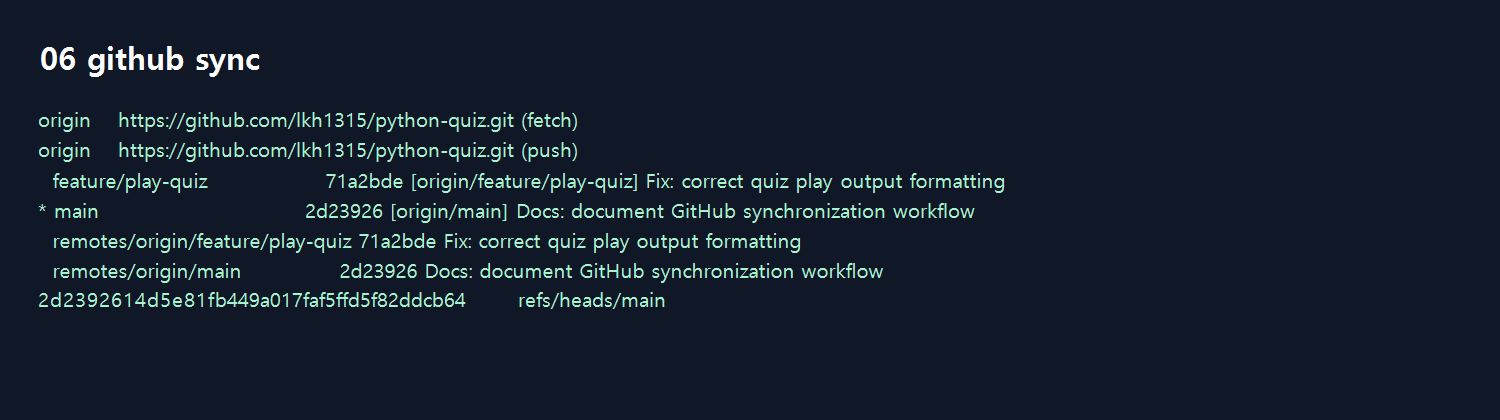 06 github sync
origin https://github.com/lkh1315/python-quiz.git (fetch)
origin https://github.com/lkh1315/python-quiz.git (push)
feature/play-quiz 71a2bde [origin/feature/play-quiz] Fix: correct quiz play output formatting
* main 2d23926 [origin/main] Docs: document GitHub synchronization workflow
remotes/origin/feature/play-quiz 71a2bde Fix: correct quiz play output formatting
remotes/origin/main 2d23926 Docs: document GitHub synchronization workflow
2d2392614d5e81fb449a017faf5ffd5f82ddcb64 refs/heads/main